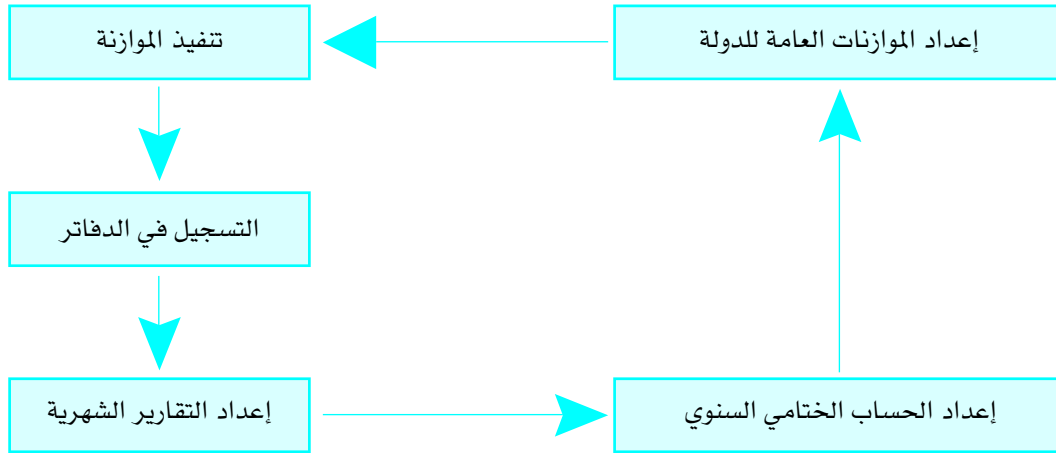 إعداد الموازنات العامة للدولة
تنفيذ الموازنة
التسجيل في الدفاتر
إعداد التقارير الشهرية
إعداد الحساب الختامي السنوي